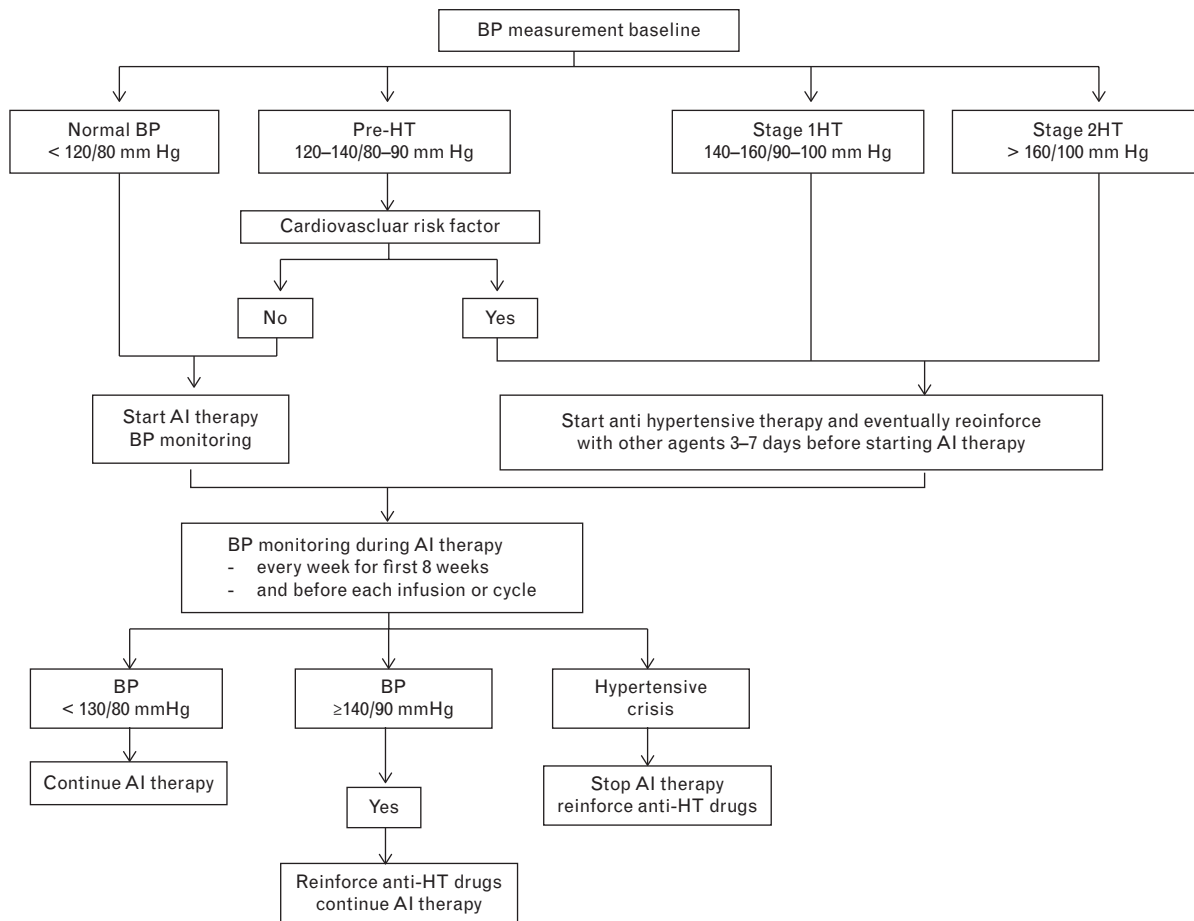 BP measurement baseline
Normal BP
< 120/80 mm Hg
Pre-HT
120–140/80–90 mm Hg
Stage 1HT
140–160/90–100 mm Hg
Stage 2HT
> 160/100 mm Hg
Cardiovascluar risk factor
No
Yes
Start AI therapy
BP monitoring
Start anti hypertensive therapy and eventually reoinforce
with other agents 3–7 days before starting AI therapy
BP monitoring during AI therapy
- every week for first 8 weeks
- and before each infusion or cycle
BP
< 130/80 mmHg
BP
≥140/90 mmHg
Hypertensive
crisis
Continue AI therapy
Yes
Stop AI therapy
reinforce anti-HT drugs
Reinforce anti-HT drugs
continue AI therapy